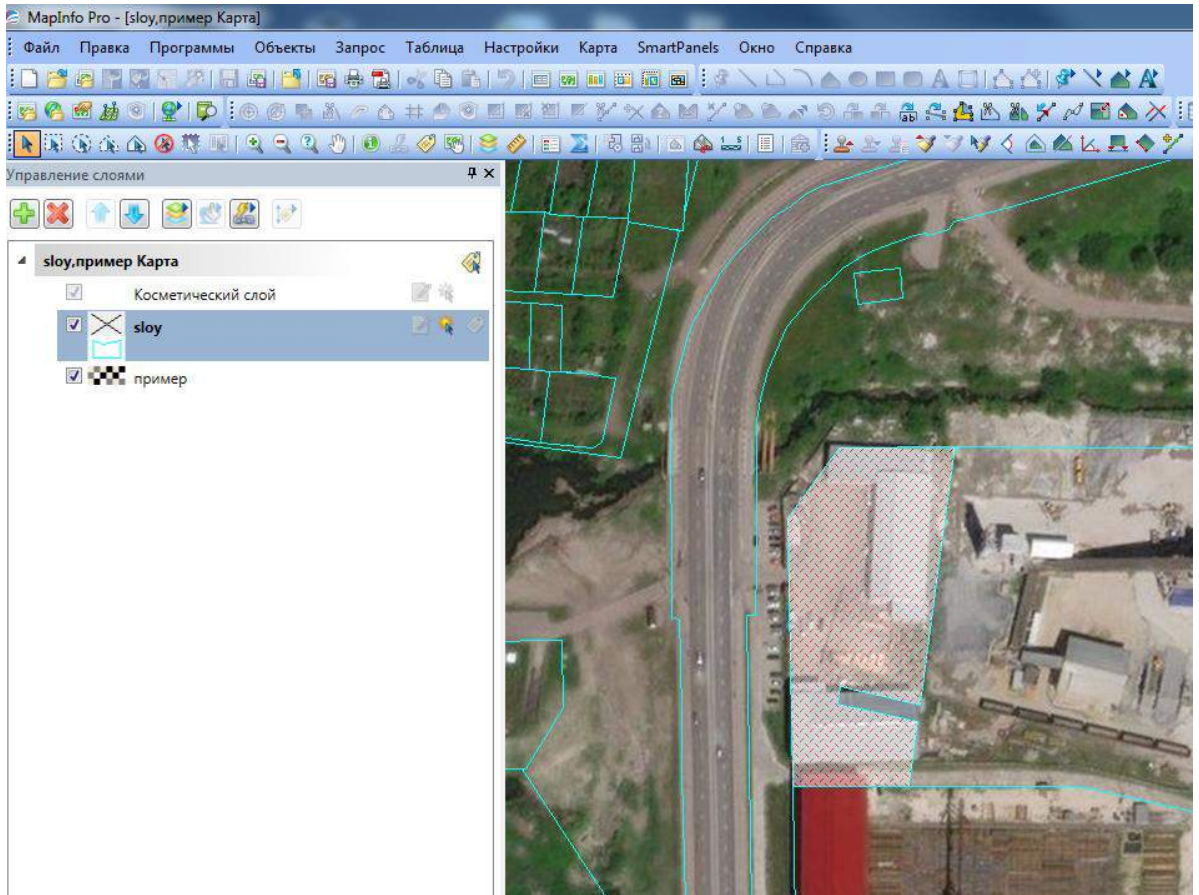 MapInfo Pro - [sloy,пример Карта]
Файл Правка Программы Объекты Запрос Таблица Настройки Карта SmartPanels Окно Справка
Управление слоями
sloy,пример Карта
Косметический слой
sloy
пример